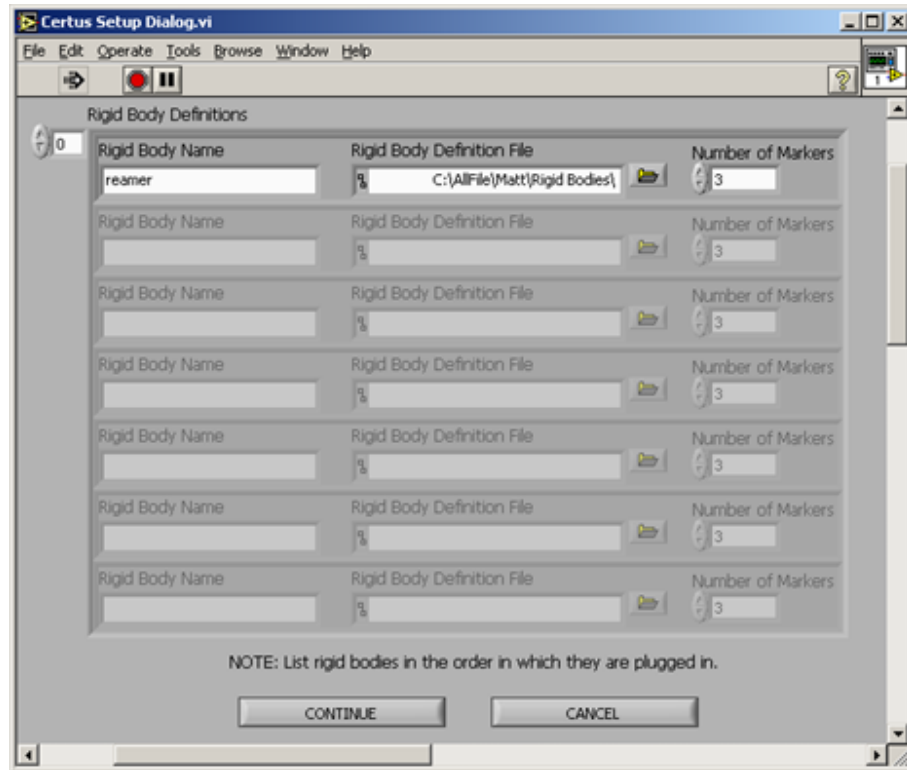 Certus Setup Dialog.vi
File Edit Operate Tools Browse Window Help
1
Rigid Body Definitions
0
Rigid Body Name Rigid Body Definition File Number of Markers
reamer C:\AllFile\Matt\Rigid Bodies\ 3
Rigid Body Name Rigid Body Definition File Number of Markers
3
Rigid Body Name Rigid Body Definition File Number of Markers
3
Rigid Body Name Rigid Body Definition File Number of Markers
3
Rigid Body Name Rigid Body Definition File Number of Markers
3
Rigid Body Name Rigid Body Definition File Number of Markers
3
Rigid Body Name Rigid Body Definition File Number of Markers
3
NOTE: List rigid bodies in the order in which they are plugged in.
CONTINUE CANCEL